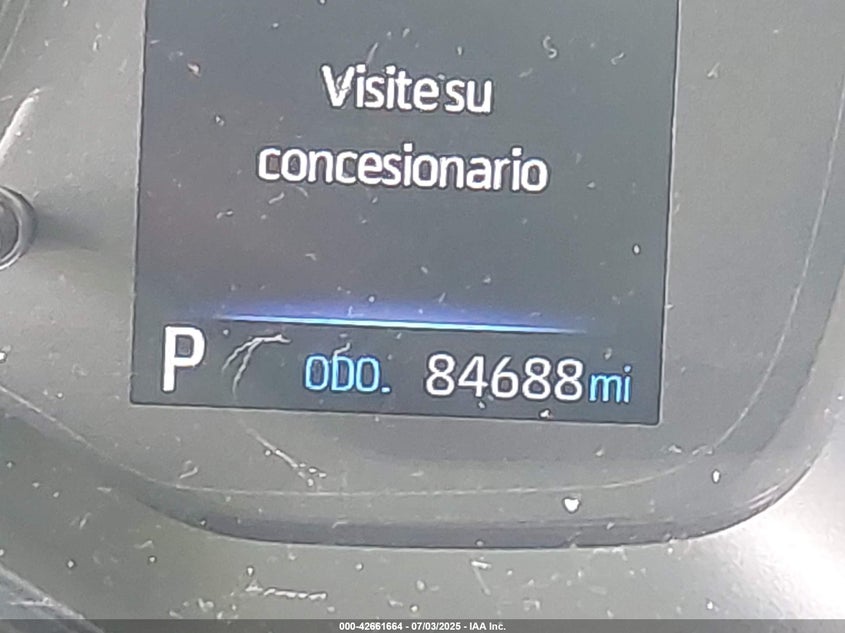 Visite su
concesionario
P ODO. 84688 mi
000-42661664 - 07/03/2025 - IAA Inc.